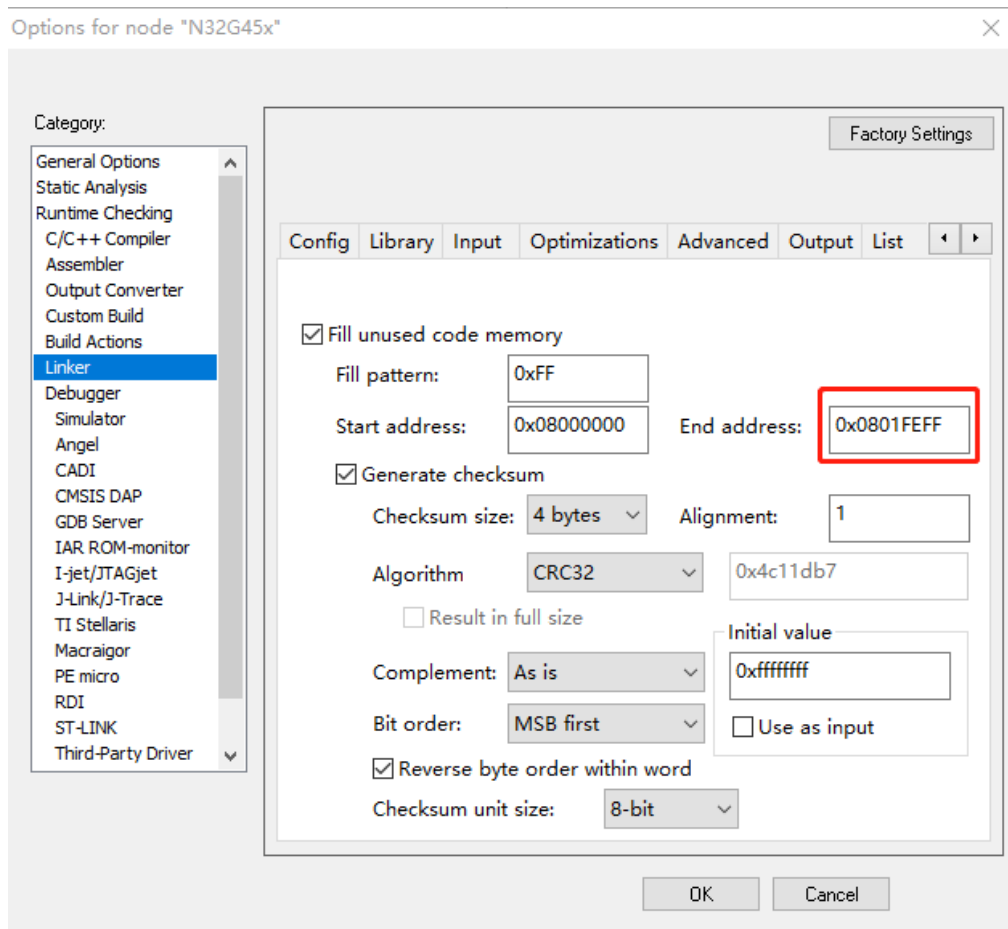 Options for node "N32G45x"
Category:
Factory Settings
General Options
Static Analysis
Runtime Checking
C/C++ Compiler
Assembler
Output Converter
Custom Build
Build Actions
Linker
Debugger
Simulator
Angel
CADI
CMSIS DAP
GDB Server
IAR ROM-monitor
I-jet/JTAGjet
J-Link/J-Trace
TI Stellaris
Macraigor
PE micro
RDI
ST-LINK
Third-Party Driver
Config Library Input Optimizations Advanced Output List
Fill unused code memory
Fill pattern: 0xFF
Start address: 0x08000000 End address: 0x0801FEFF
Generate checksum
Checksum size: 4 bytes Alignment: 1
Algorithm CRC32 0x4c11db7
Result in full size
Initial value
Complement: As is 0xffffffff
Bit order: MSB first Use as input
Reverse byte order within word
Checksum unit size: 8-bit
OK Cancel